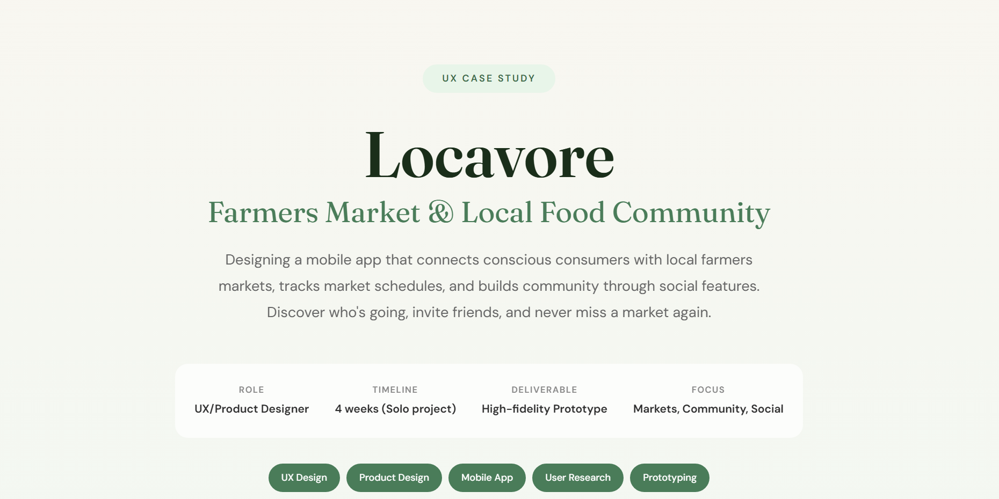 UX CASE STUDY
Locavore
Farmers Market & Local Food Community
Designing a mobile app that connects conscious consumers with local farmers
markets, tracks market schedules, and builds community through social features.
Discover who's going, invite friends, and never miss a market again.
ROLE
UX/Product Designer
TIMELINE
4 weeks (Solo project)
DELIVERABLE
High-fidelity Prototype
FOCUS
Markets, Community, Social
UX Design
Product Design
Mobile App
User Research
Prototyping